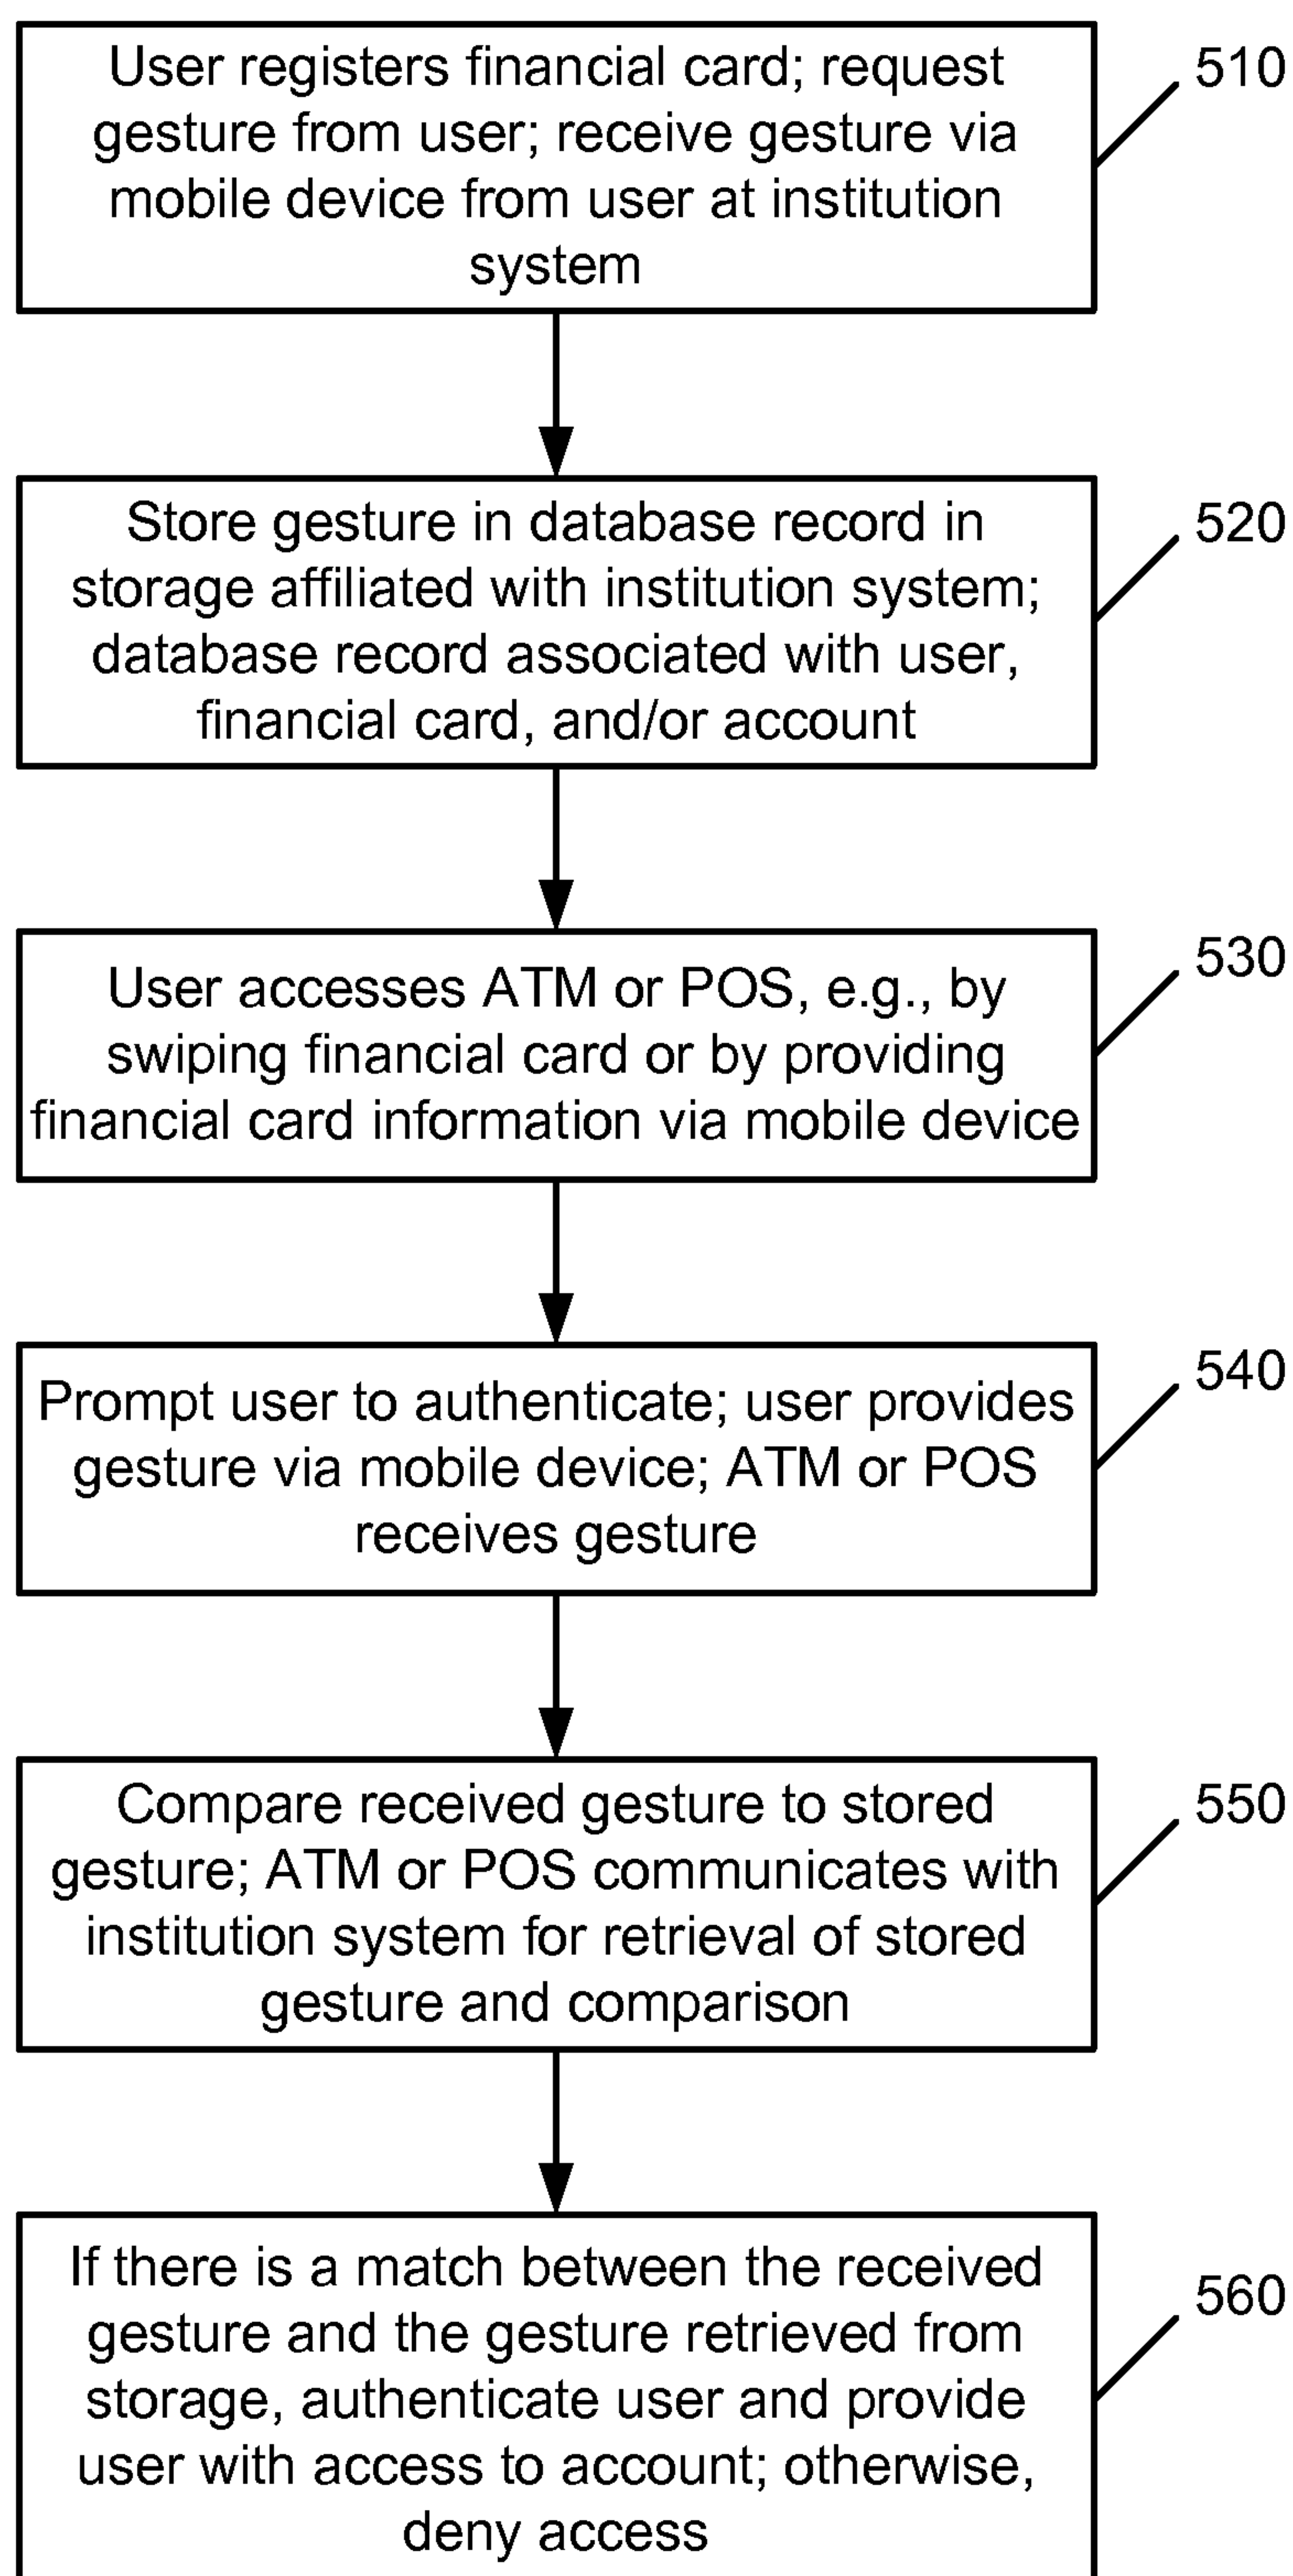 User registers financial card; request
gesture from user; receive gesture via
mobile device from user at institution
system
510
Store gesture in database record in
storage affiliated with institution system;
database record associated with user,
financial card, and/or account
520
User accesses ATM or POS, e.g., by
swiping financial card or by providing
financial card information via mobile device
530
Prompt user to authenticate; user provides
gesture via mobile device; ATM or POS
receives gesture
540
Compare received gesture to stored
gesture; ATM or POS communicates with
institution system for retrieval of stored
gesture and comparison
550
If there is a match between the received
gesture and the gesture retrieved from
storage, authenticate user and provide
user with access to account; otherwise,
deny access
560